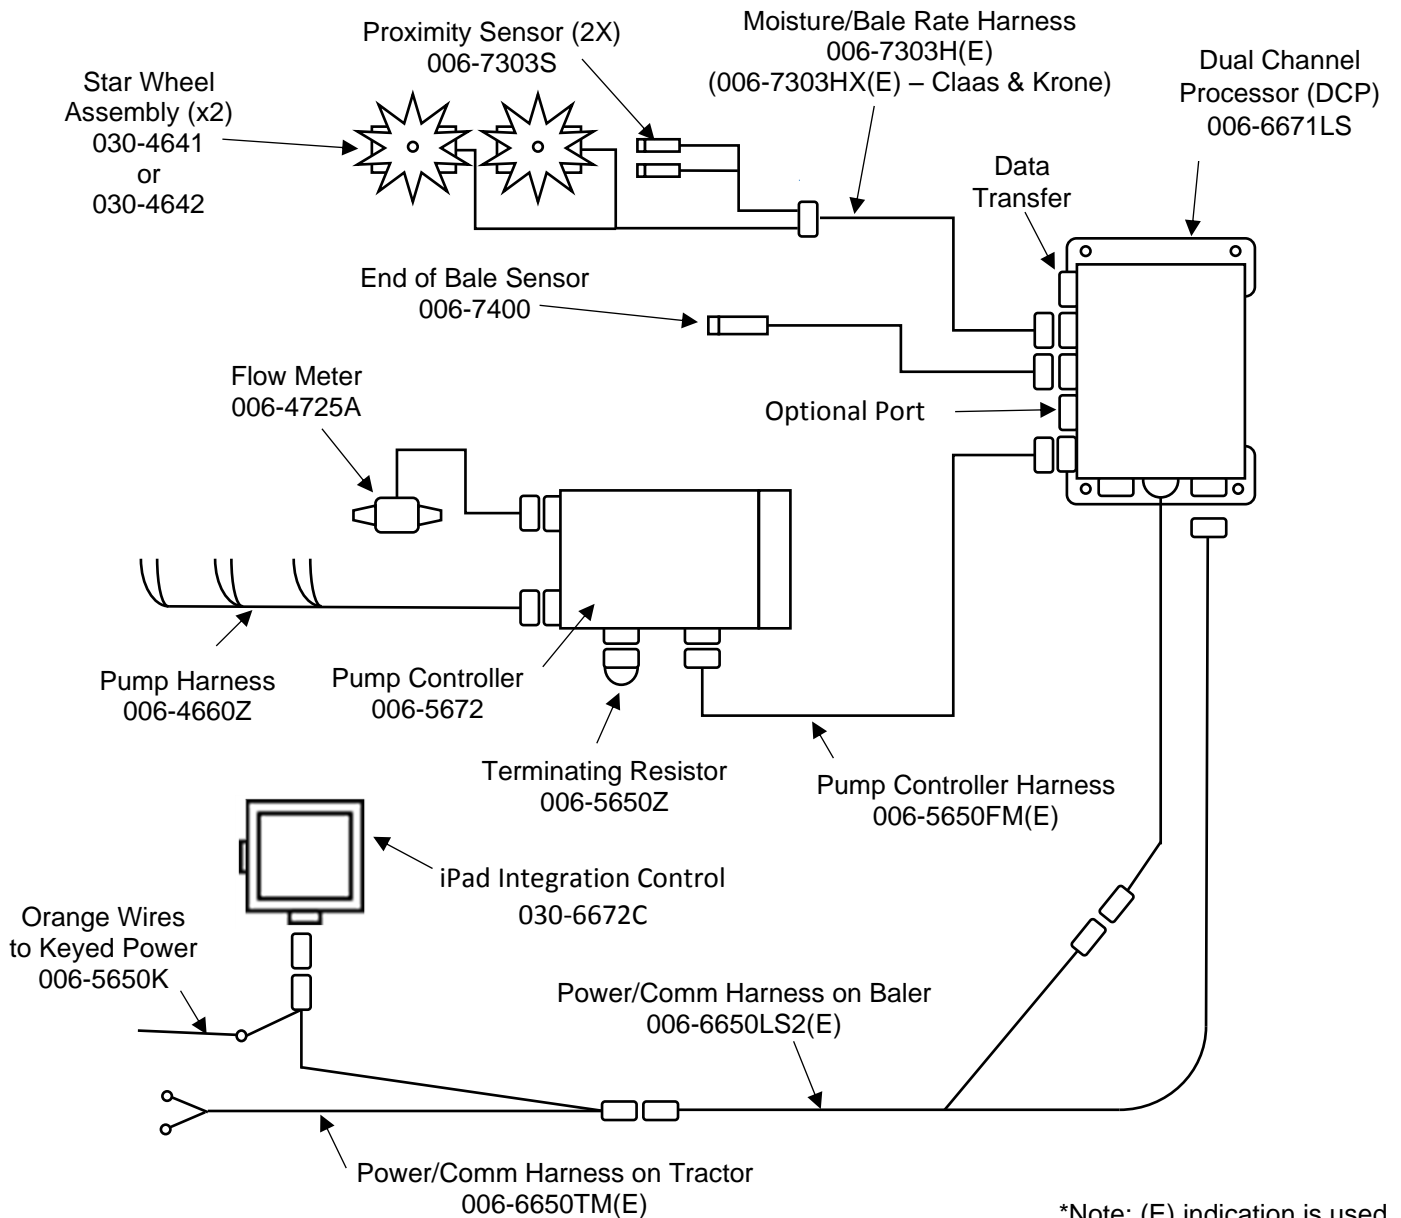 Proximity Sensor (2X)
006-7303S
Moisture/Bale Rate Harness
006-7303H(E)
(006-7303HX(E) – Claas & Krone)
Dual Channel
Processor (DCP)
006-6671LS
Star Wheel
Assembly (x2)
030-4641
or
030-4642
Data
Transfer
End of Bale Sensor
006-7400
Flow Meter
006-4725A
Optional Port
Pump Harness
006-4660Z
Pump Controller
006-5672
Terminating Resistor
006-5650Z
Pump Controller Harness
006-5650FM(E)
iPad Integration Control
030-6672C
Orange Wires
to Keyed Power
006-5650K
Power/Comm Harness on Baler
006-6650LS2(E)
Power/Comm Harness on Tractor
006-6650TM(E)
*Note: (E) indication is used